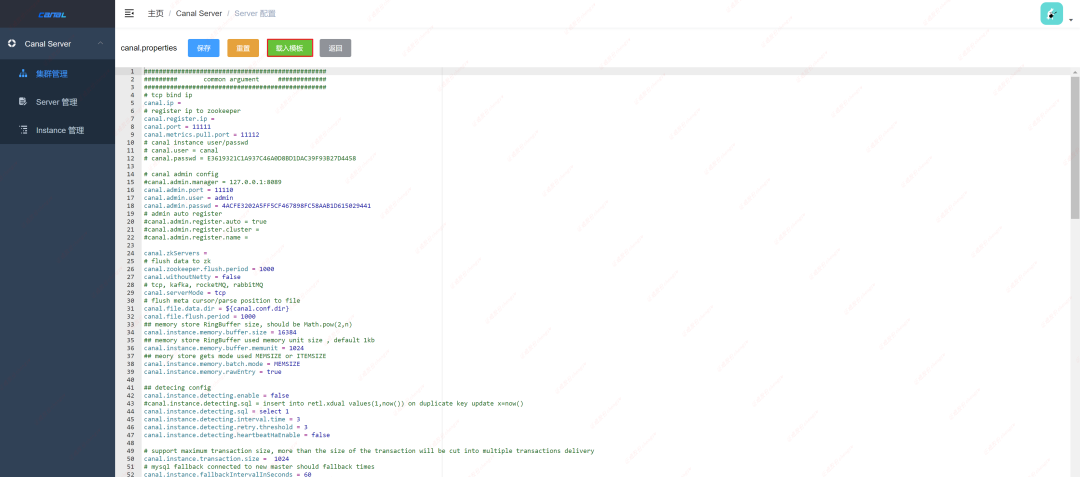 canal
主页 / Canal Server / Server 配置
Canal Server
集群管理
Server 管理
Instance 管理
canal.properties 保存 重置 载入模板 返回
1 ################################################
2 ######### common argument #############
3 ################################################
4 # tcp bind ip
5 canal.ip =
6 # register ip to zookeeper
7 canal.register.ip =
8 canal.port = 11111
9 canal.metrics.pull.port = 11112
10 # canal instance user/passwd
11 # canal.user = canal
12 # canal.passwd = E3619321C1A937C46A0D8BD1DAC39F93B27D4458
13
14 # canal admin config
15 #canal.admin.manager = 127.0.0.1:8089
16 canal.admin.port = 11110
17 canal.admin.user = admin
18 canal.admin.passwd = 4ACFE3202A5FF5CF467898FC58AAB1D615029441
19 # admin auto register
20 #canal.admin.register.auto = true
21 #canal.admin.register.cluster =
22 #canal.admin.register.name =
23
24 canal.zkServers =
25 # flush data to zk
26 canal.zookeeper.flush.period = 1000
27 canal.withoutNetty = false
28 # tcp, kafka, rocketMQ, rabbitMQ
29 canal.serverMode = tcp
30 # flush meta cursor/parse position to file
31 canal.file.data.dir = ${canal.conf.dir}
32 canal.file.flush.period = 1000
33 ## memory store RingBuffer size, should be Math.pow(2,n)
34 canal.instance.memory.buffer.size = 16384
35 ## memory store RingBuffer used memory unit size , default 1kb
36 canal.instance.memory.buffer.memunit = 1024
37 ## meory store gets mode used MEMSIZE or ITEMSIZE
38 canal.instance.memory.batch.mode = MEMSIZE
39 canal.instance.memory.rawEntry = true
40
41 ## detecing config
42 canal.instance.detecting.enable = false
43 #canal.instance.detecting.sql = insert into retl.xdual values(1,now()) on duplicate key update x=now()
44 canal.instance.detecting.sql = select 1
45 canal.instance.detecting.interval.time = 3
46 canal.instance.detecting.retry.threshold = 3
47 canal.instance.detecting.heartbeatHaEnable = false
48
49 # support maximum transaction size, more than the size of the transaction will be cut into multiple transactions delivery
50 canal.instance.transaction.size = 1024
51 # mysql fallback connected to new master should fallback times
52 canal.instance.fallbackIntervalInSeconds = 60